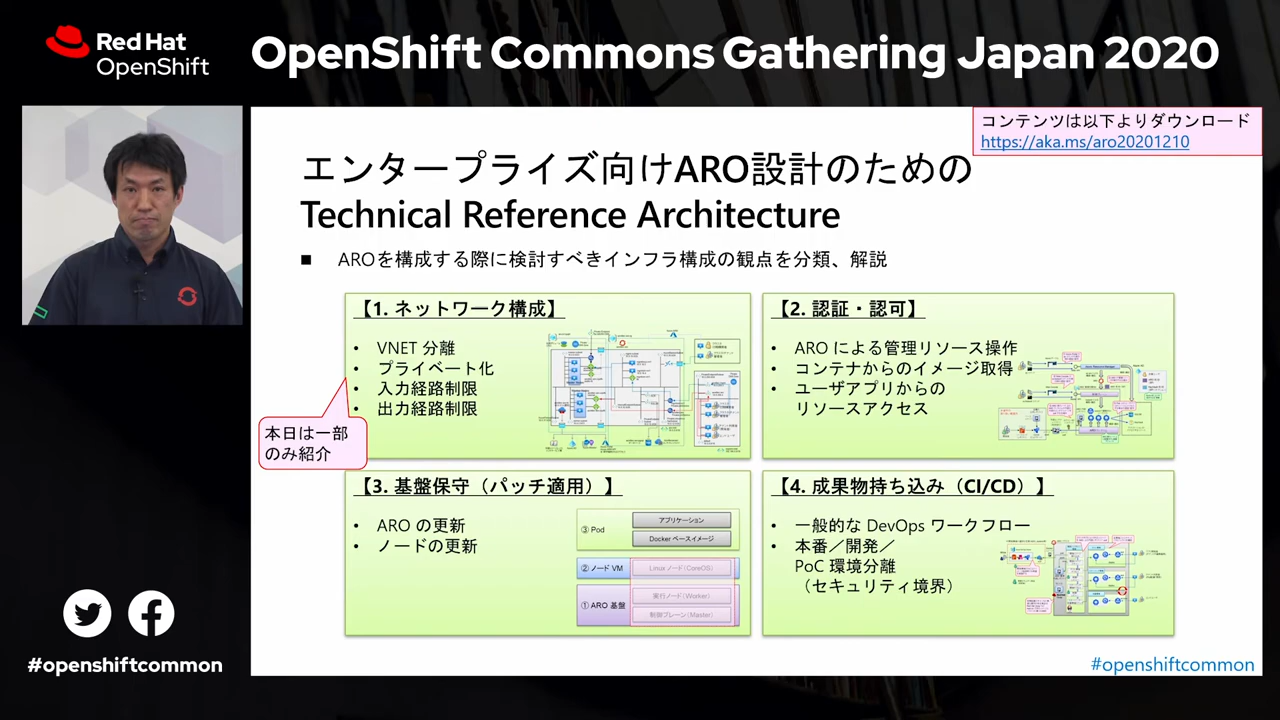 Red Hat
OpenShift
OpenShift Commons Gathering Japan 2020
コンテンツは以下よりダウンロード
https://aka.ms/aro20201210
エンタープライズ向けARO設計のための
Technical Reference Architecture
■ AROを構成する際に検討すべきインフラ構成の観点を分類、解説
【1. ネットワーク構成】
• VNET 分離
• プライベート化
• 入力経路制限
• 出力経路制限
本日は一部
のみ紹介
【2. 認証・認可】
• ARO による管理リソース操作
• コンテナからのイメージ取得
• ユーザアプリからの
リソースアクセス
【3. 基盤保守（パッチ適用）】
• ARO の更新
• ノードの更新
③ Pod
アプリケーション
Docker ベースイメージ
② ノード VM
Linux ノード（CoreOS）
① ARO 基盤
実行ノード（Worker）
制御プレーン（Master）
【4. 成果物持ち込み（CI/CD）】
• 一般的な DevOps ワークフロー
• 本番／開発／
PoC 環境分離
（セキュリティ境界）
#openshiftcommon
#openshiftcommon